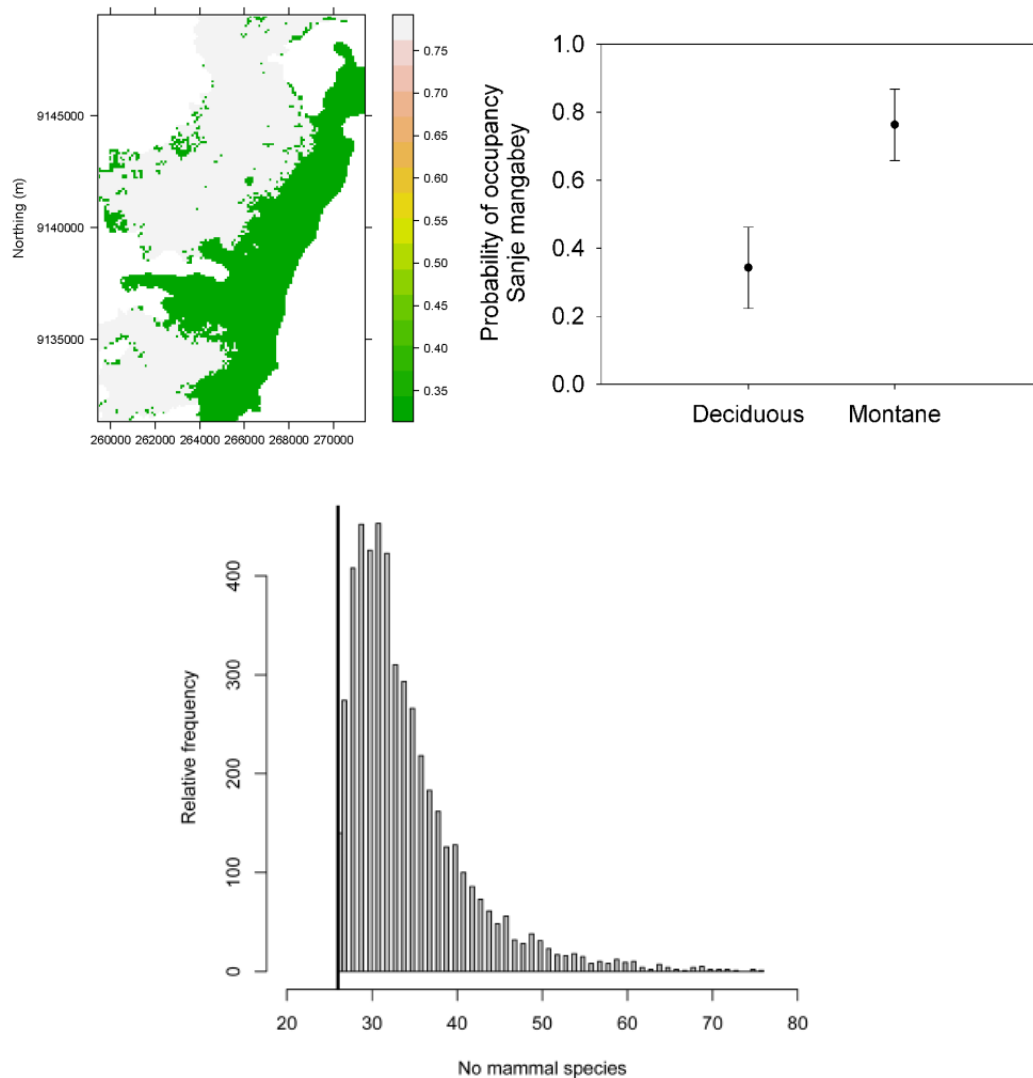 Northing (m)
9145000
9140000
9135000
260000 262000 264000 266000 268000 270000
0.75
0.70
0.65
0.60
0.55
0.50
0.45
0.40
0.35
Probability of occupancy
Sanje mangabey
1.0
0.8
0.6
0.4
0.2
0.0
Deciduous Montane
Relative frequency
400
300
200
100
0
20 30 40 50 60 70 80
No mammal species